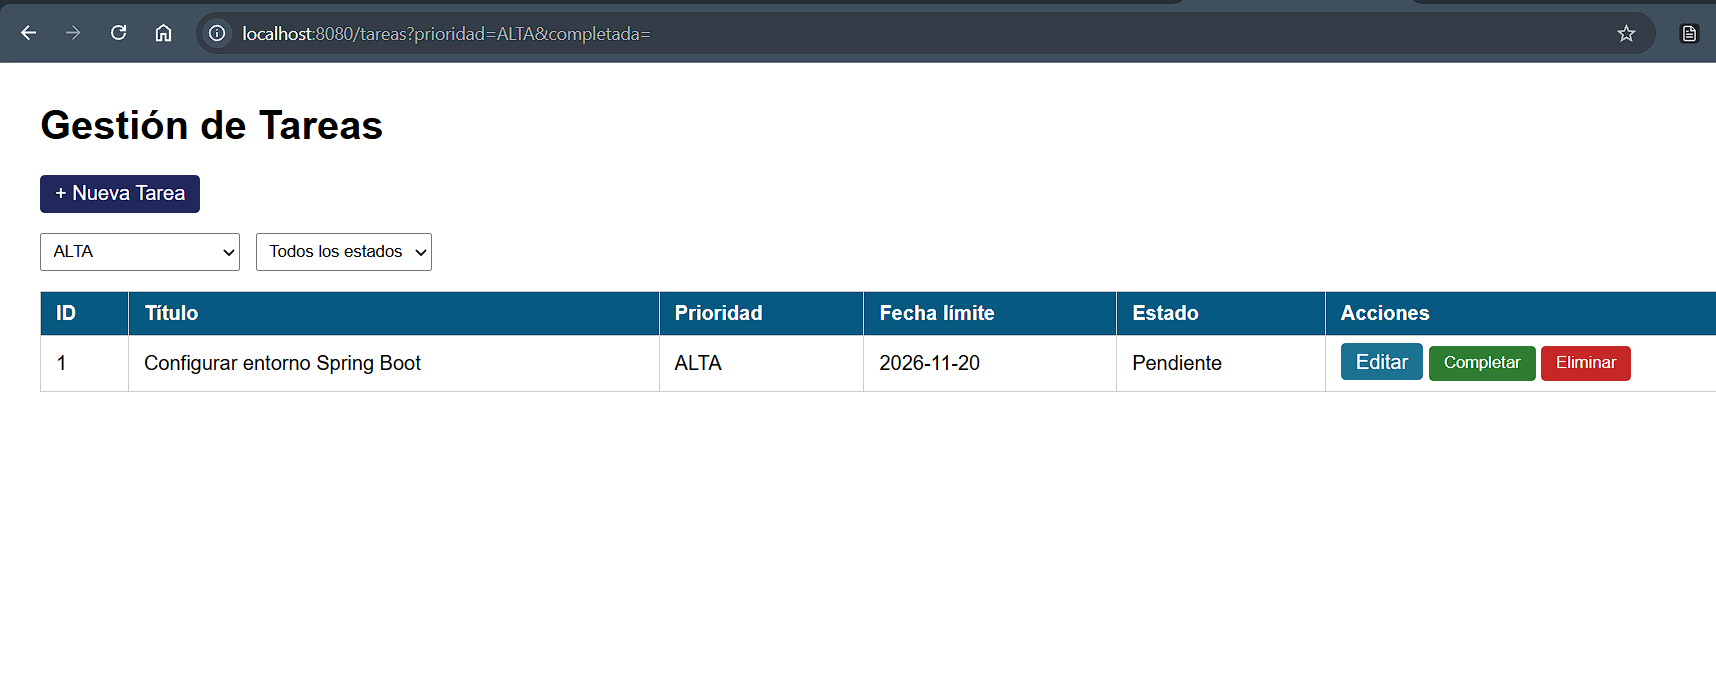 localhost:8080/tareas?prioridad=ALTA&completada=
Gestión de Tareas
+ Nueva Tarea
ALTA Todos los estados
ID Título Prioridad Fecha límite Estado Acciones
1 Configurar entorno Spring Boot ALTA 2026-11-20 Pendiente Editar Completar Eliminar